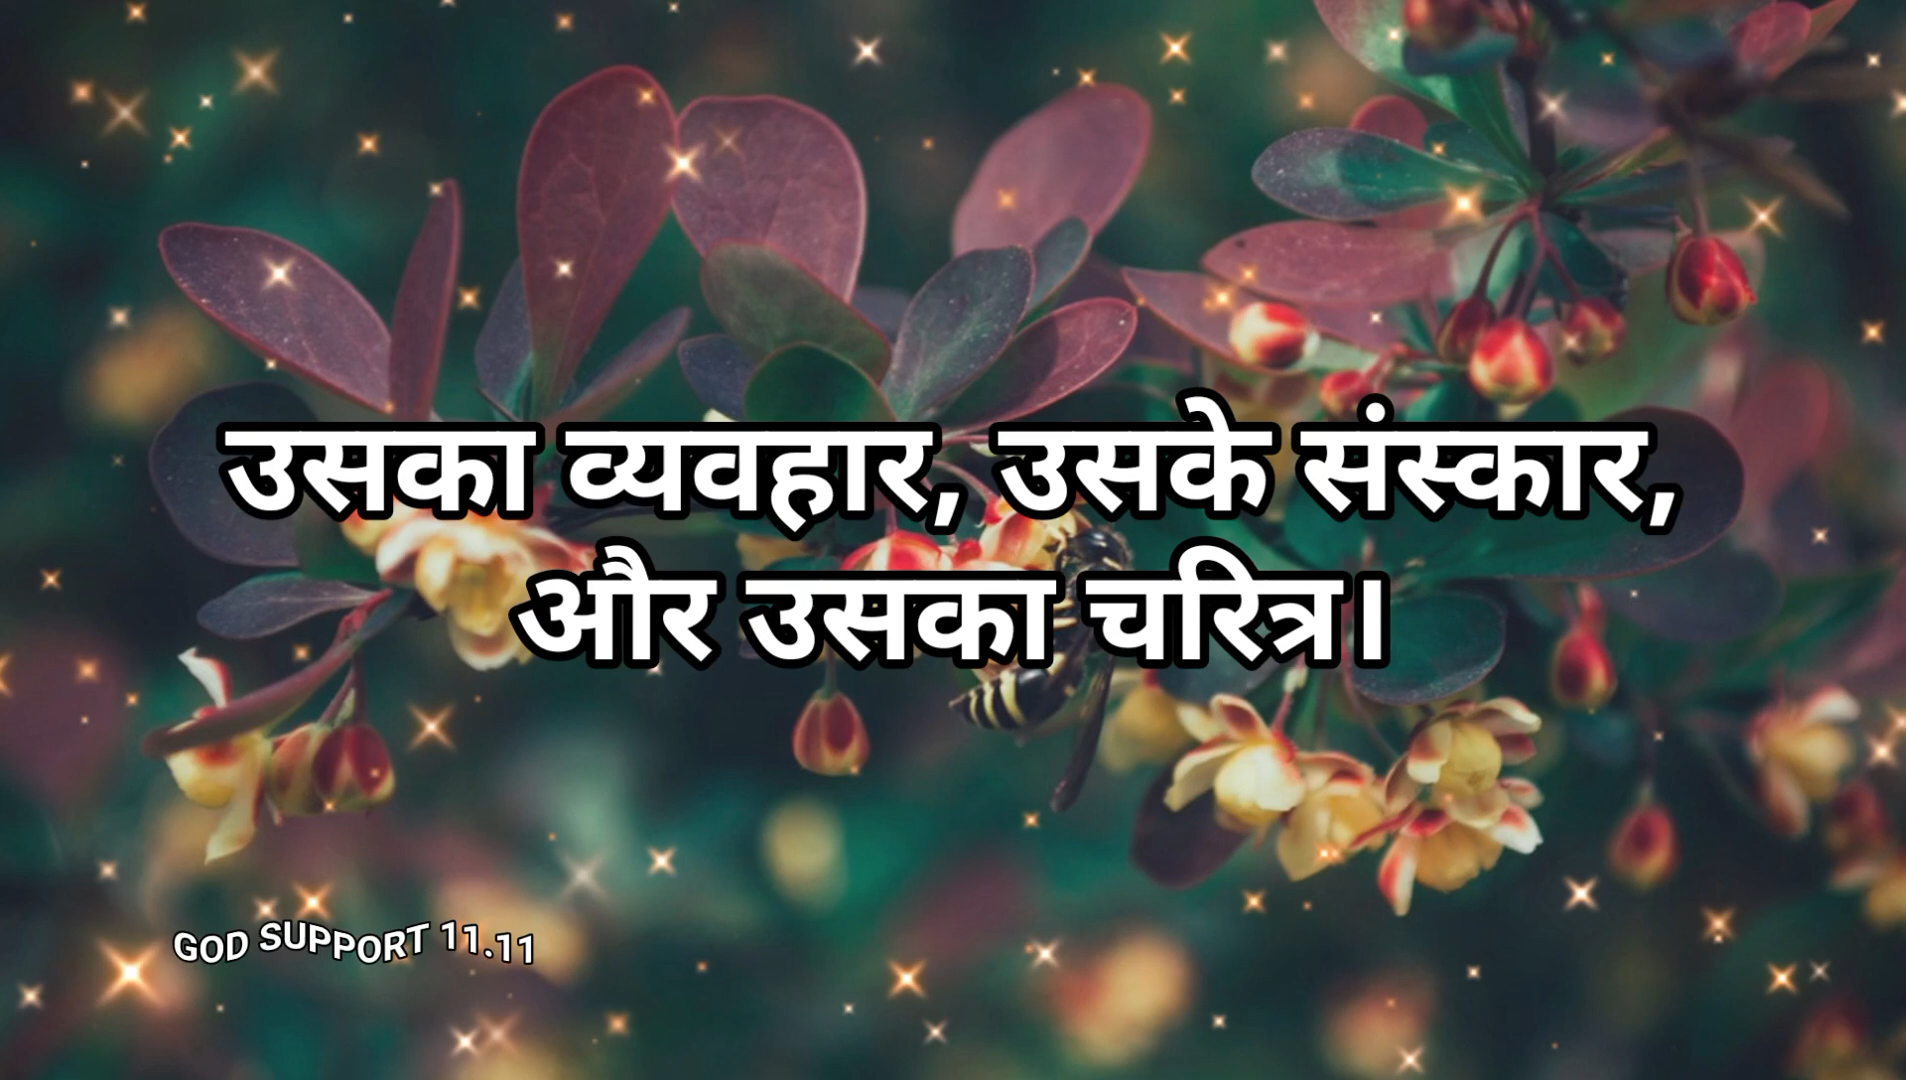 उसका व्यवहार, उसके संस्कार,
और उसका चरित्र।
GOD SUPPORT 11.11